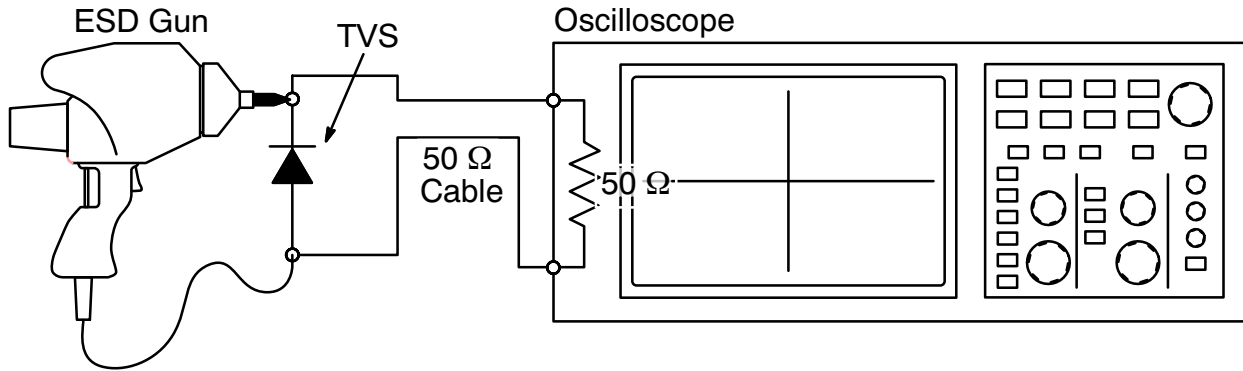 ESD Gun
TVS
Oscilloscope
50 Ω
Cable
50 Ω